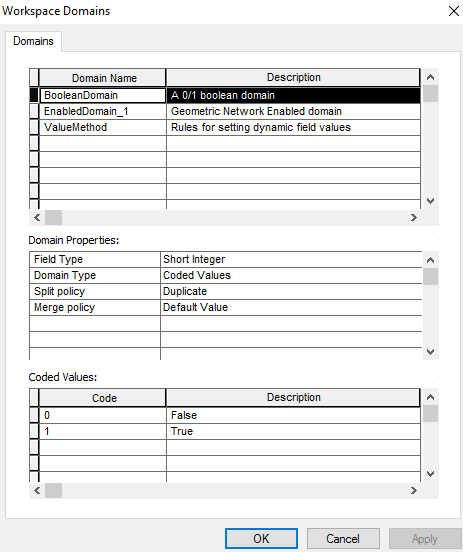 Workspace Domains
Domains
Domain Name Description
BooleanDomain A 0/1 boolean domain
EnabledDomain_1 Geometric Network Enabled domain
ValueMethod Rules for setting dynamic field values
Domain Properties:
Field Type Short Integer
Domain Type Coded Values
Split policy Duplicate
Merge policy Default Value
Coded Values:
Code Description
0 False
1 True
OK Cancel Apply